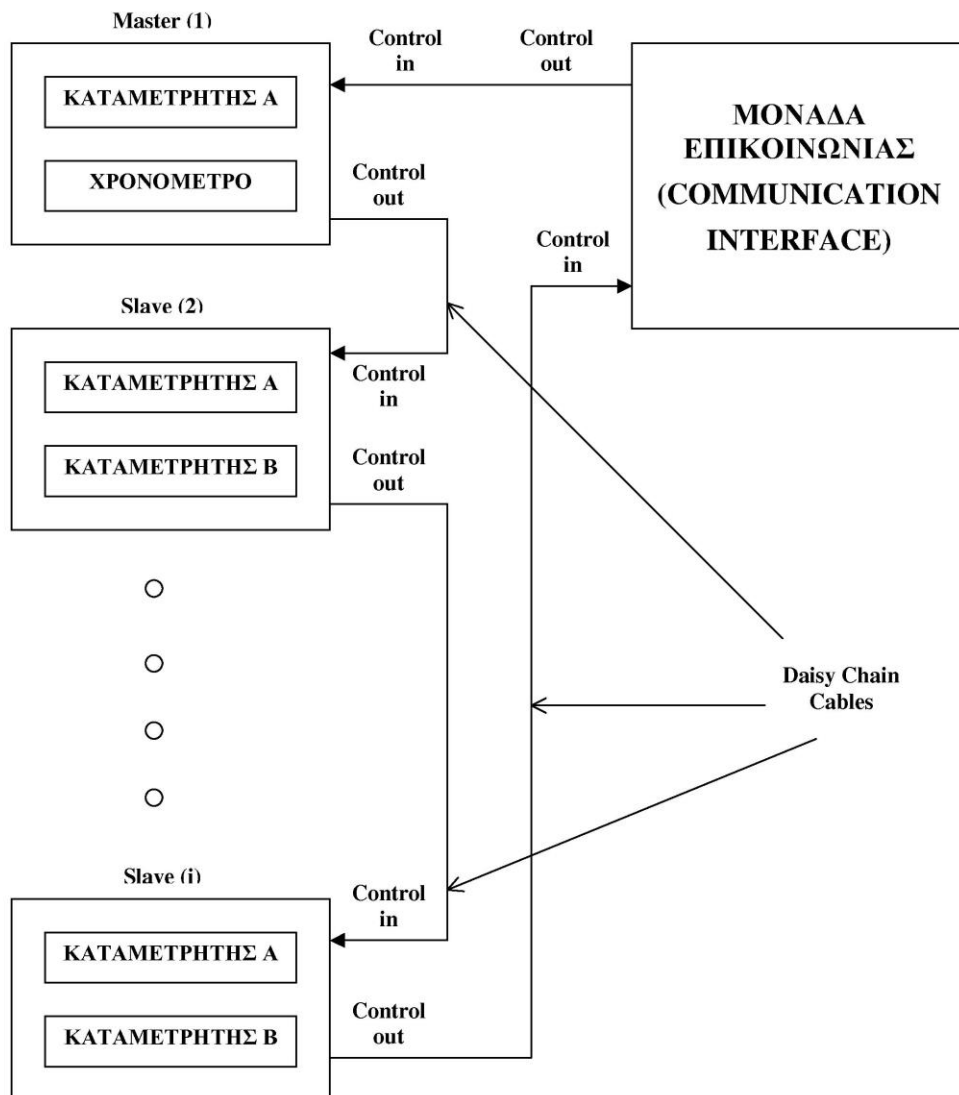 Master (1)
Control
in
Control
out
ΚΑΤΑΜΕΤΡΗΤΗΣ Α
ΧΡΟΝΟΜΕΤΡΟ
Control
out
ΜΟΝΑΔΑ
ΕΠΙΚΟΙΝΩΝΙΑΣ
(COMMUNICATION
INTERFACE)
Control
in
Slave (2)
ΚΑΤΑΜΕΤΡΗΤΗΣ Α
Control
in
ΚΑΤΑΜΕΤΡΗΤΗΣ Β
Control
out
Daisy Chain
Cables
Slave (i)
Control
in
ΚΑΤΑΜΕΤΡΗΤΗΣ Α
ΚΑΤΑΜΕΤΡΗΤΗΣ Β
Control
out